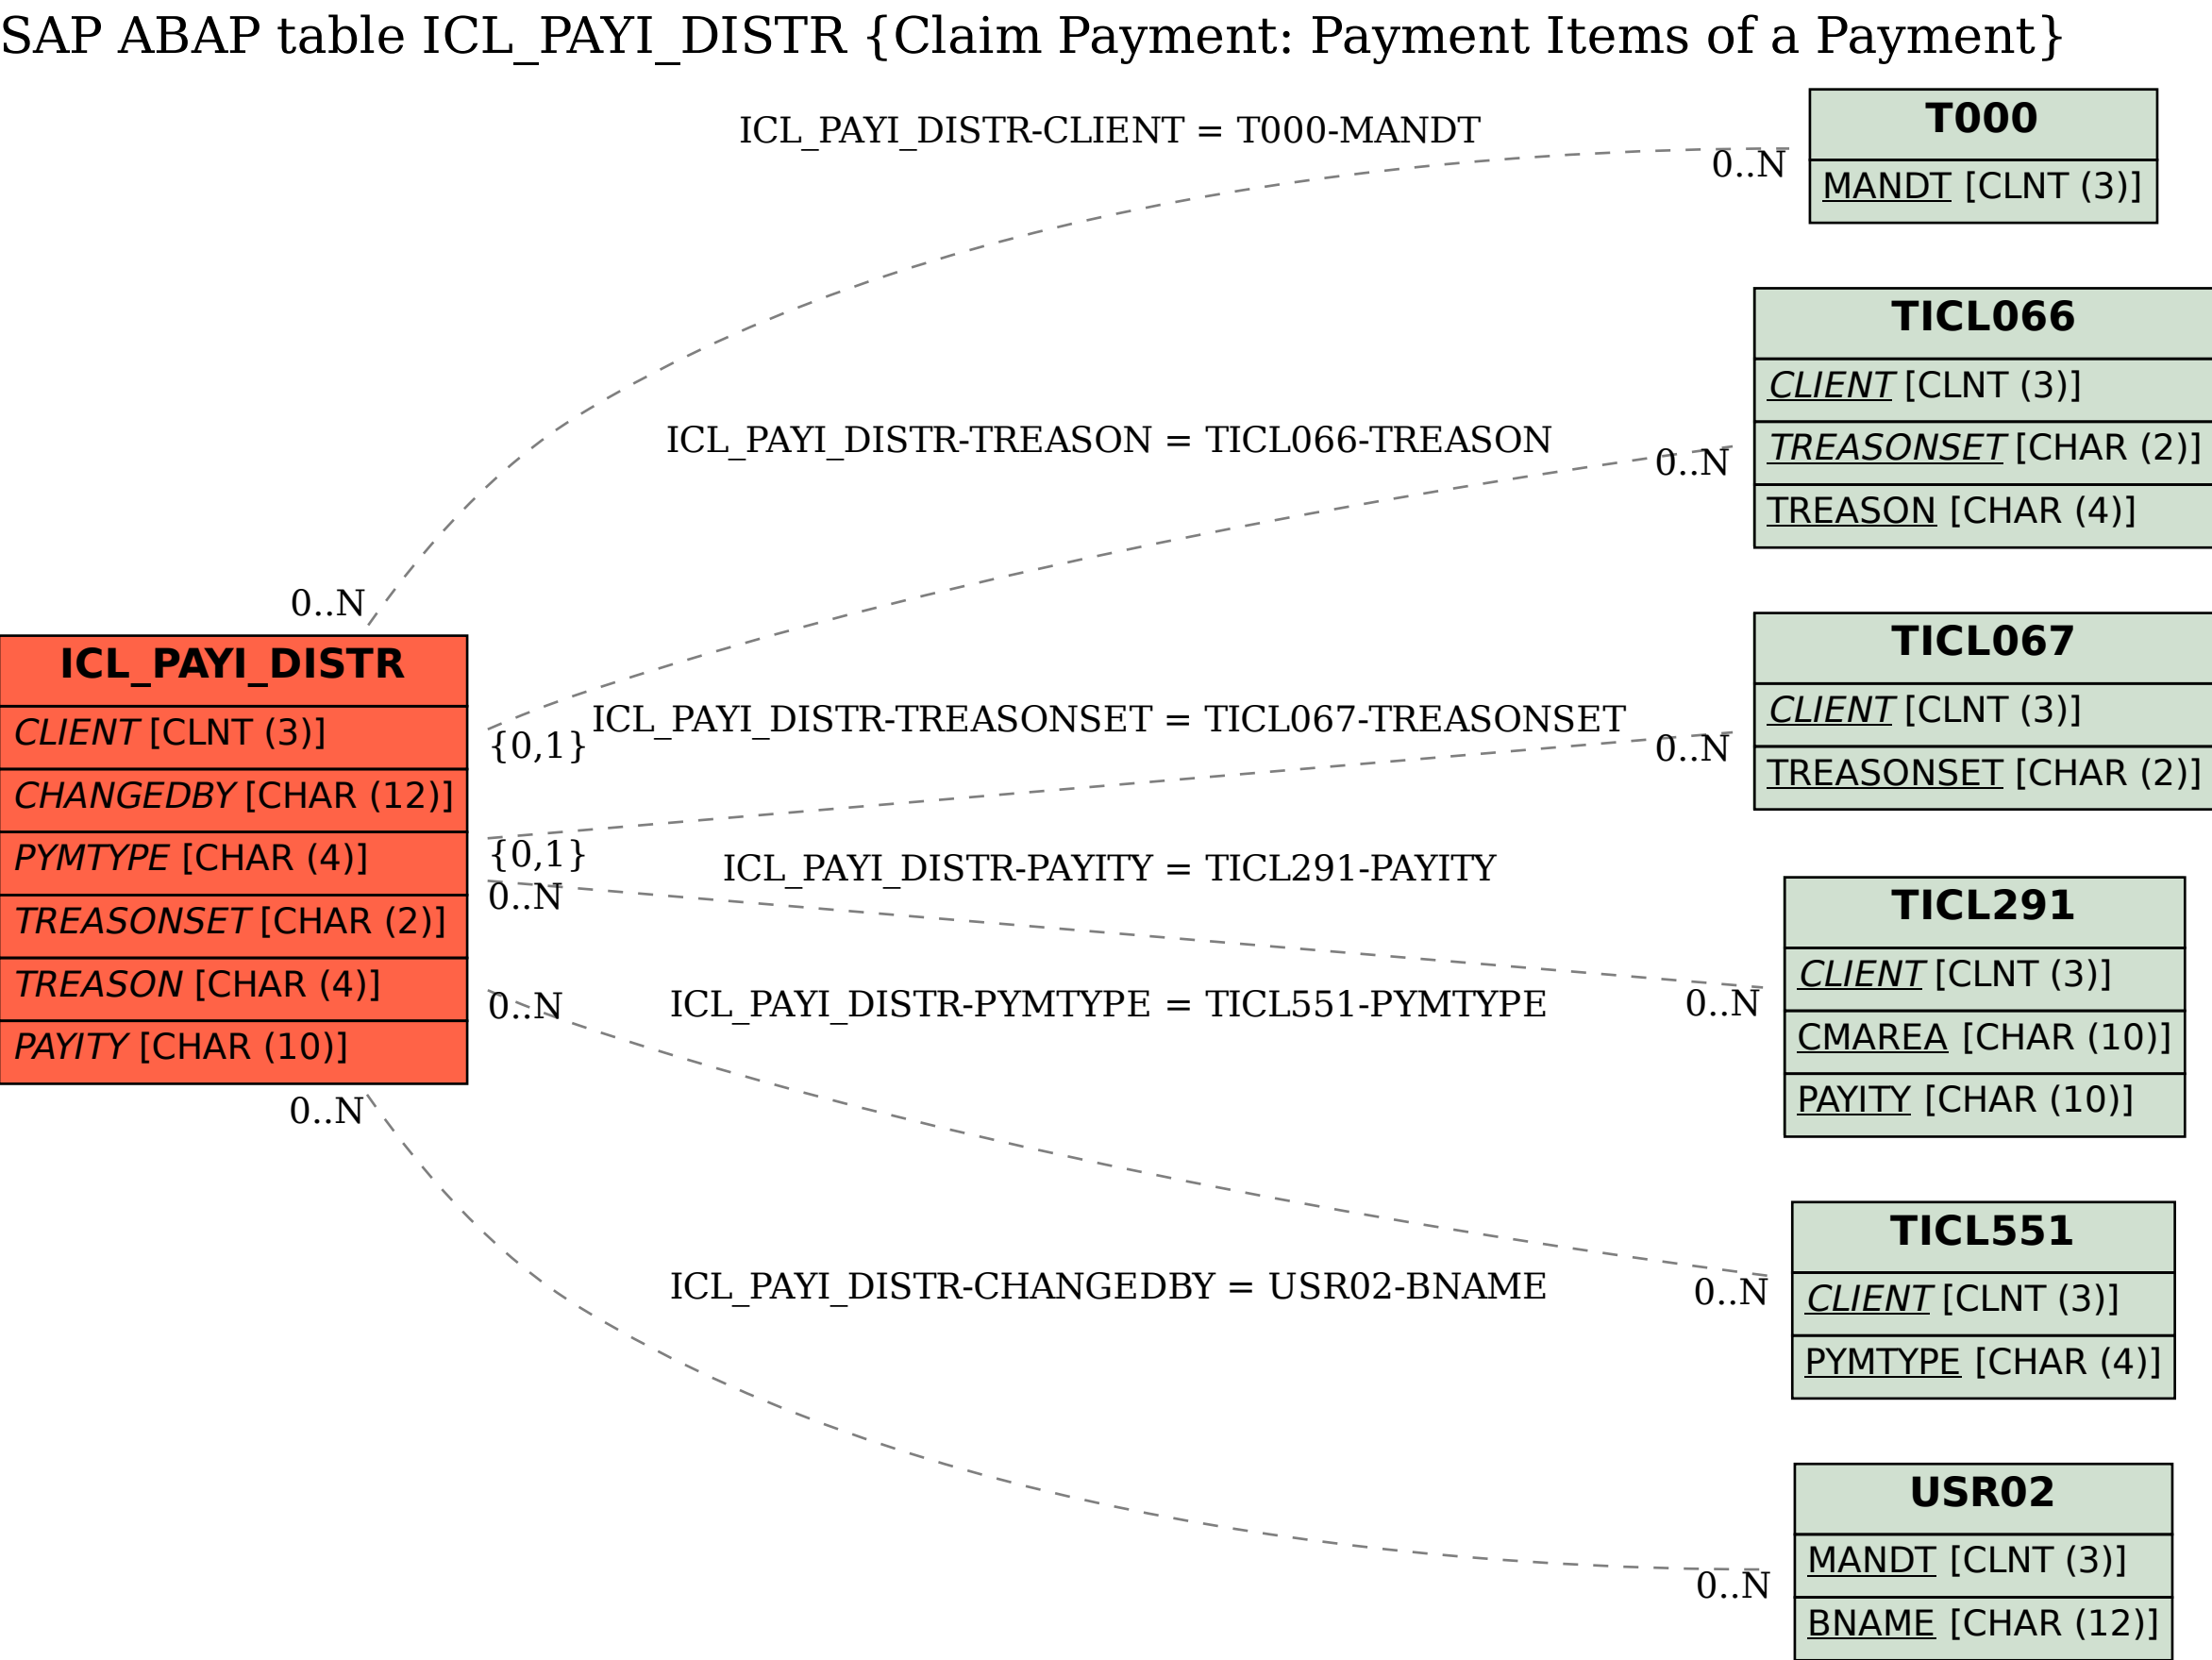 SAP ABAP table ICL_PAYI_DISTR {Claim Payment: Payment Items of a Payment}
ICL_PAYI_DISTR-CLIENT = T000-MANDT
0..N
T000
MANDT [CLNT (3)]
TICL066
CLIENT [CLNT (3)]
TREASONSET [CHAR (2)]
TREASON [CHAR (4)]
ICL_PAYI_DISTR-TREASON = TICL066-TREASON
0..N
0..N
ICL_PAYI_DISTR
CLIENT [CLNT (3)]
CHANGEDBY [CHAR (12)]
PYMTYPE [CHAR (4)]
TREASONSET [CHAR (2)]
TREASON [CHAR (4)]
PAYITY [CHAR (10)]
TICL067
CLIENT [CLNT (3)]
TREASONSET [CHAR (2)]
ICL_PAYI_DISTR-TREASONSET = TICL067-TREASONSET
{0,1}
0..N
{0,1}
ICL_PAYI_DISTR-PAYITY = TICL291-PAYITY
0..N
TICL291
CLIENT [CLNT (3)]
CMAREA [CHAR (10)]
PAYITY [CHAR (10)]
0..N
ICL_PAYI_DISTR-PYMTYPE = TICL551-PYMTYPE
0..N
0..N
TICL551
CLIENT [CLNT (3)]
PYMTYPE [CHAR (4)]
ICL_PAYI_DISTR-CHANGEDBY = USR02-BNAME
0..N
USR02
MANDT [CLNT (3)]
BNAME [CHAR (12)]
0..N